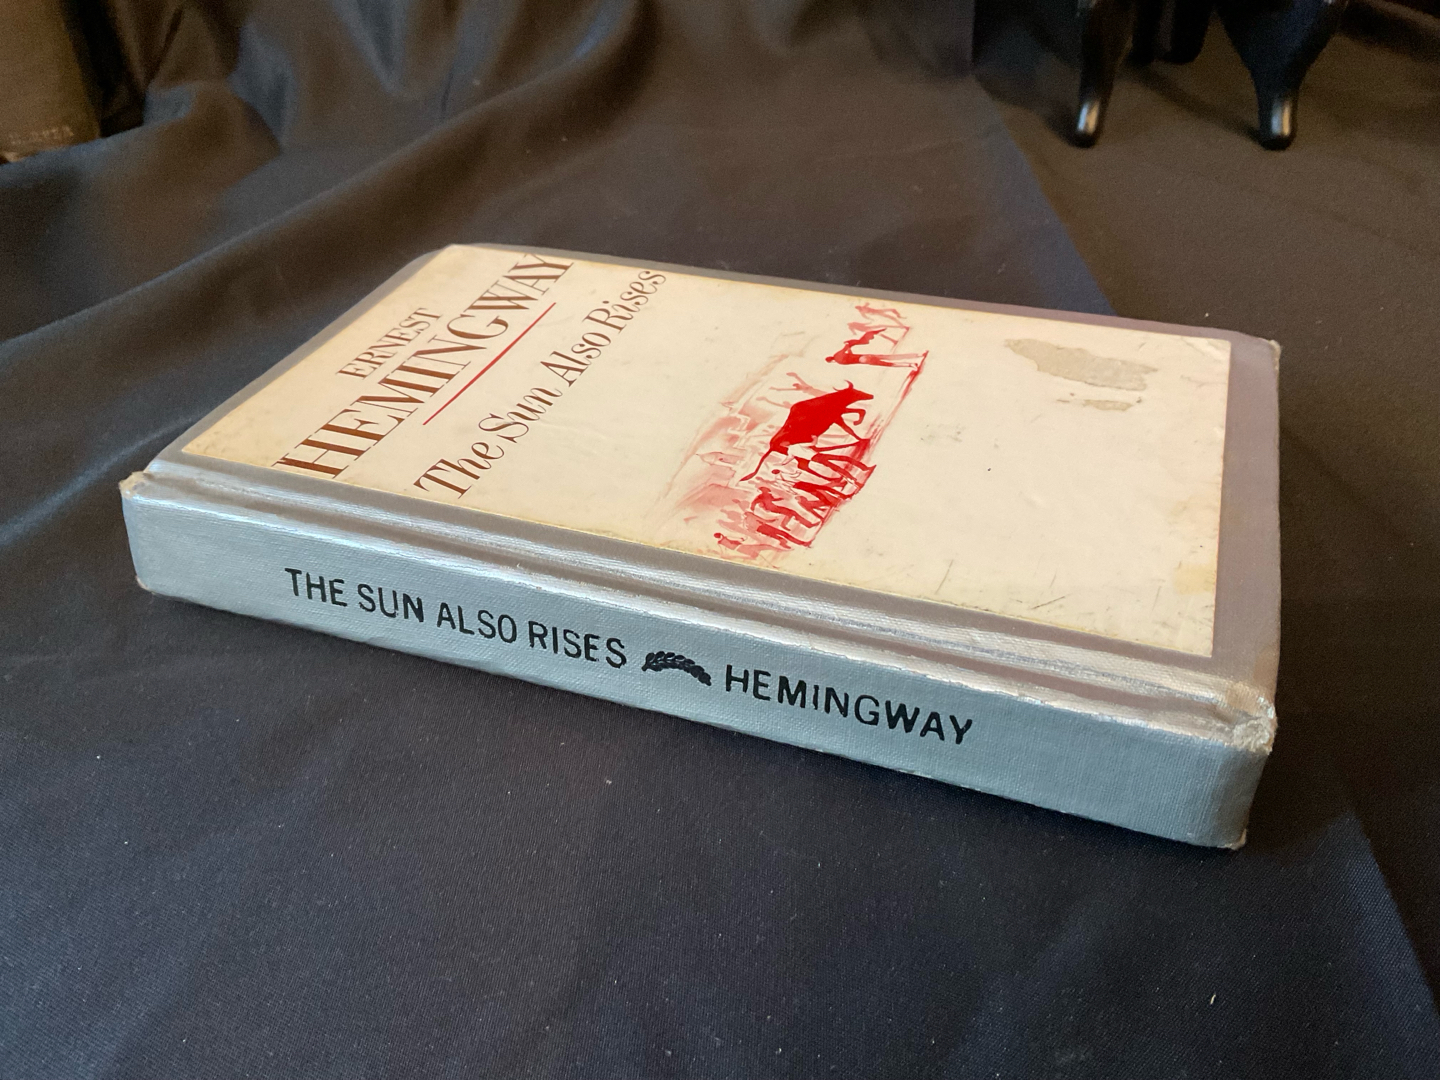 ERNEST
HEMINGWAY
The Sun Also Rises
THE SUN ALSO RISES HEMINGWAY